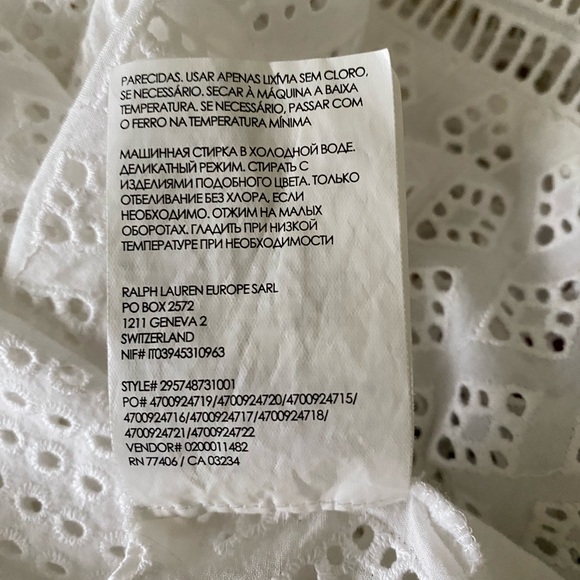 PARECIDAS. USAR APENAS LIXÍVIA SEM CLORO,
SE NECESSÁRIO. SECAR À MÁQUINA A BAIXA
TEMPERATURA. SE NECESSÁRIO, PASSAR COM
O FERRO NA TEMPERATURA MÍNIMA
МАШИННАЯ СТИРКА В ХОЛОДНОЙ ВОДЕ.
ДЕЛИКАТНЫЙ РЕЖИМ. СТИРАТЬ С
ИЗДЕЛИЯМИ ПОДОБНОГО ЦВЕТА. ТОЛЬКО
ОТБЕЛИВАНИЕ БЕЗ ХЛОРА, ЕСЛИ
НЕОБХОДИМО. ОТЖИМ НА МАЛЫХ
ОБОРОТАХ. ГЛАДИТЬ ПРИ НИЗКОЙ
ТЕМПЕРАТУРЕ ПРИ НЕОБХОДИМОСТИ
RALPH LAUREN EUROPE SARL
PO BOX 2572
1211 GENEVA 2
SWITZERLAND
NIF# IT03945310963
STYLE# 295748731001
PO# 4700924719/4700924720/4700924715/
4700924716/4700924717/4700924718/
4700924721/4700924722
VENDOR# 0200011482
RN 77406 / CA 03234